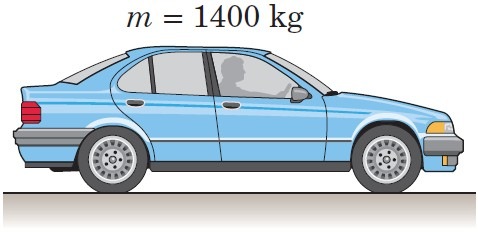 m = 1400 kg